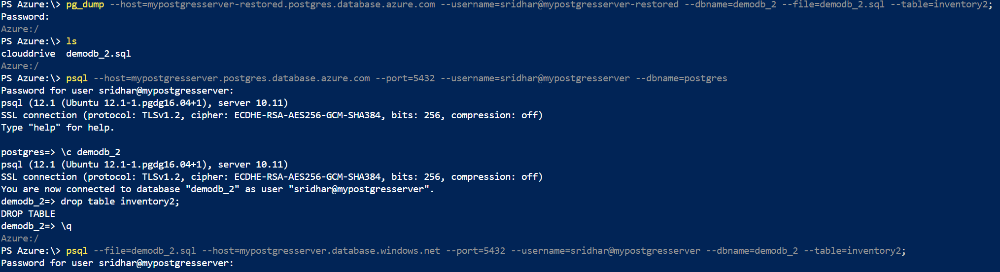 PS Azure:\> pg_dump --host=mypostgresserver-restored.postgres.database.azure.com --username=sridhar@mypostgresserver-restored --dbname=demodb_2 --file=demodb_2.sql --table=inventory2;
Password:
Azure:/
PS Azure:\> ls
clouddrive  demodb_2.sql
Azure:/
PS Azure:\> psql --host=mypostgresserver.postgres.database.azure.com --port=5432 --username=sridhar@mypostgresserver --dbname=postgres
Password for user sridhar@mypostgresserver:
psql (12.1 (Ubuntu 12.1-1.pgdg16.04+1), server 10.11)
SSL connection (protocol: TLSv1.2, cipher: ECDHE-RSA-AES256-GCM-SHA384, bits: 256, compression: off)
Type "help" for help.
postgres=> \c demodb_2
psql (12.1 (Ubuntu 12.1-1.pgdg16.04+1), server 10.11)
SSL connection (protocol: TLSv1.2, cipher: ECDHE-RSA-AES256-GCM-SHA384, bits: 256, compression: off)
You are now connected to database "demodb_2" as user "sridhar@mypostgresserver".
demodb_2=> drop table inventory2;
DROP TABLE
demodb_2=> \q
Azure:/
PS Azure:\> psql --file=demodb_2.sql --host=mypostgresserver.database.windows.net --port=5432 --username=sridhar@mypostgresserver --dbname=demodb_2 --table=inventory2;
Password for user sridhar@mypostgresserver: